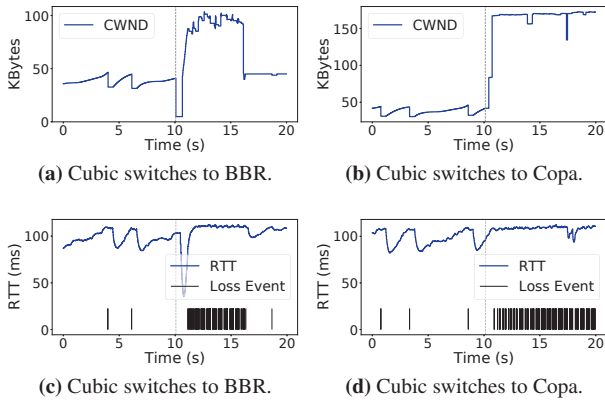 100
50
0
KBytes
CWND
0 5 10 15 20
Time (s)
(a) Cubic switches to BBR.
150
100
50
KBytes
CWND
0 5 10 15 20
Time (s)
(b) Cubic switches to Copa.
100
50
0
RTT (ms)
RTT
Loss Event
0 5 10 15 20
Time (s)
(c) Cubic switches to BBR.
100
50
0
RTT (ms)
RTT
Loss Event
0 5 10 15 20
Time (s)
(d) Cubic switches to Copa.